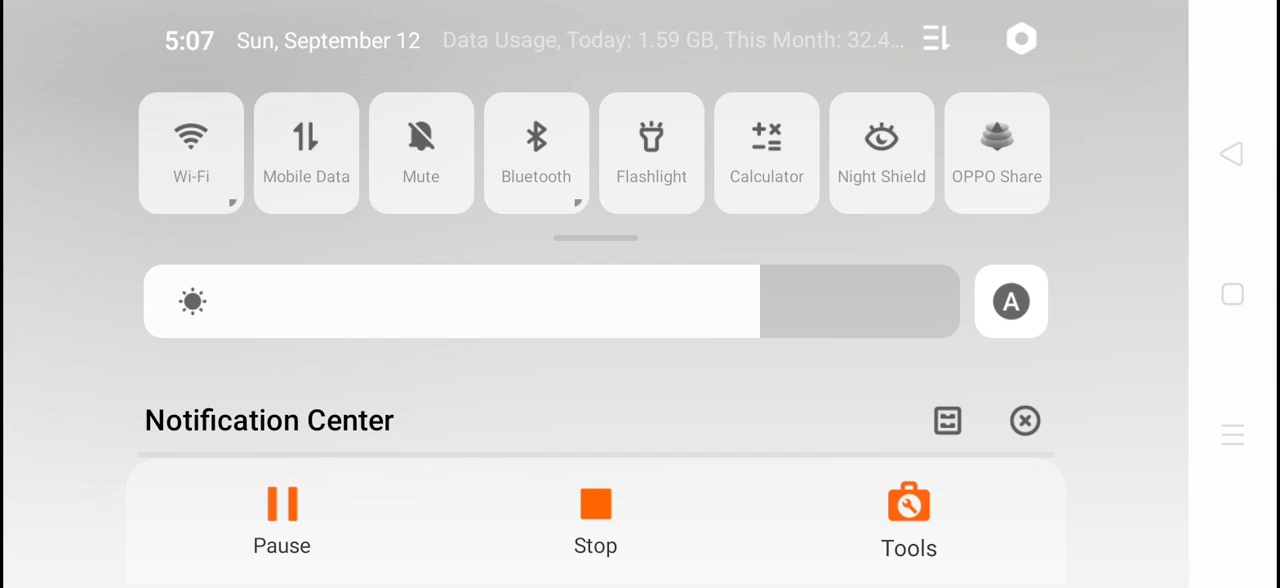 5:07 Sun, September 12 Data Usage, Today: 1.59 GB, This Month: 32.4...
Wi-Fi Mobile Data Mute Bluetooth Flashlight Calculator Night Shield OPPO Share
A
Notification Center
Pause Stop Tools